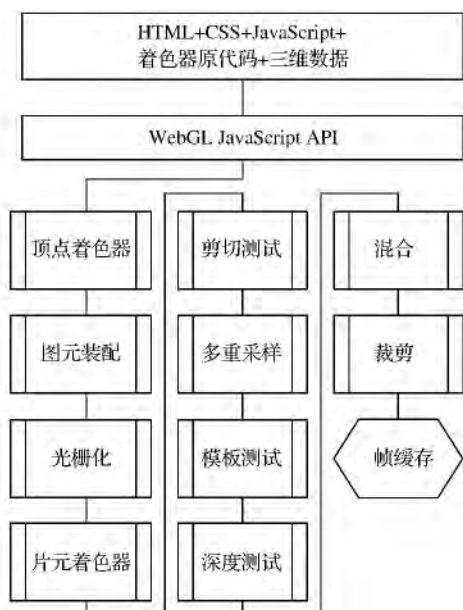 HTML+CSS+JavaScript+
着色器原代码+三维数据
WebGL JavaScript API
顶点着色器
图元装配
光栅化
片元着色器
剪切测试
多重采样
模板测试
深度测试
混合
裁剪
帧缓存